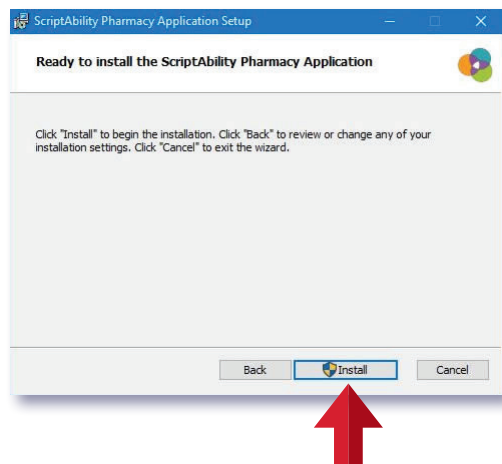 ScriptAbility Pharmacy Application Setup
Ready to install the ScriptAbility Pharmacy Application
Click "Install" to begin the installation. Click "Back" to review or change any of your
installation settings. Click "Cancel" to exit the wizard.
Back Install Cancel